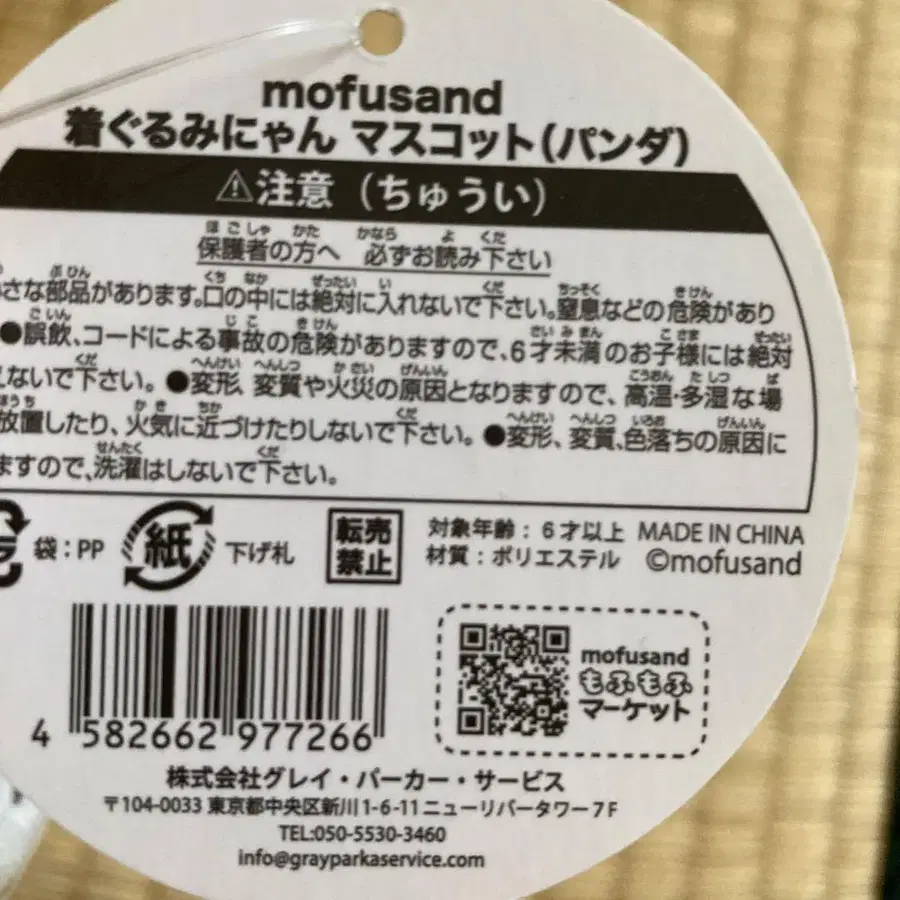 mofusand
着ぐるみにゃん マスコット(パンダ)
⚠注意（ちゅうい）
保護者の方へ 必ずお読み下さい
さな部品があります。口の中には絶対に入れないで下さい。窒息などの危険があり
●誤飲、コードによる事故の危険がありますので、6才未満のお子様には絶対
えないで下さい。●変形、変質や火災の原因となりますので、高温・多湿な場
放置したり、火気に近づけたりしないで下さい。●変形、変質、色落ちの原因に
ますので、洗濯はしないで下さい。
袋：PP
紙
下げ札
転売
禁止
対象年齢：6才以上 MADE IN CHINA
材質：ポリエステル ©mofusand
4 582662 977266
mofusand
もふもふ
マーケット
株式会社グレイ・パーカー・サービス
〒104-0033 東京都中央区新川1-6-11ニューリバータワー7F
TEL:050-5530-3460
info@grayparkaservice.com